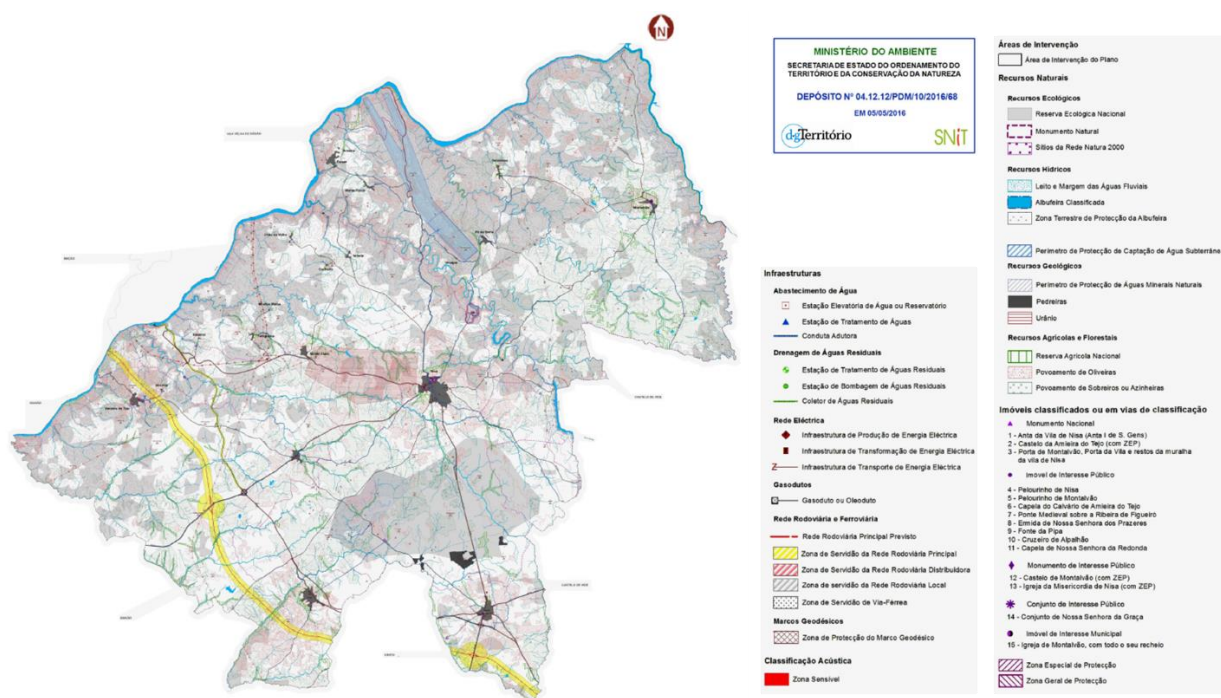 N
MINISTÉRIO DO AMBIENTE
SECRETARIA DE ESTADO DO ORDENAMENTO DO
TERRITÓRIO E DA CONSERVAÇÃO DA NATUREZA
DEPÓSITO Nº 04.12.12/PDM/10/2016/68
EM 05/05/2016
dgTerritório
SNiT
Infraestruturas
Abastecimento de Água
Estação Elevatória de Água ou Reservatório
Estação de Tratamento de Águas
Conduta Adutora
Drenagem de Águas Residuais
Estação de Tratamento de Águas Residuais
Estação de Bombagem de Águas Residuais
Coletor de Águas Residuais
Rede Eléctrica
Infraestrutura de Produção de Energia Eléctrica
Infraestrutura de Transformação de Energia Eléctrica
Infraestrutura de Transporte de Energia Eléctrica
Gasodutos
Gasoduto ou Oleoduto
Rede Rodoviária e Ferroviária
Rede Rodoviária Principal Previsto
Zona de Servidão da Rede Rodoviária Principal
Zona de Servidão da Rede Rodoviária Distribuidora
Zona de servidão da Rede Rodoviária Local
Zona de Servidão de Via-Férrea
Marcos Geodésicos
Zona de Protecção do Marco Geodésico
Classificação Acústica
Zona Sensível
Áreas de Intervenção
Área de Intervenção do Plano
Recursos Naturais
Recursos Ecológicos
Reserva Ecológica Nacional
Monumento Natural
Sítios da Rede Natura 2000
Recursos Hídricos
Leito e Margem das Águas Fluviais
Albufeira Classificada
Zona Terrestre de Protecção da Albufeira
Perímetro de Protecção de Captação de Água Subterrâne
Recursos Geológicos
Perímetro de Protecção de Águas Minerais Naturais
Pedreiras
Urânio
Recursos Agrícolas e Florestais
Reserva Agrícola Nacional
Povoamento de Oliveiras
Povoamento de Sobreiros ou Azinheiras
Imóveis classificados ou em vias de classificação
Monumento Nacional
1 - Anta da Vila de Nisa (Anta I de S. Gens)
2 - Castelo da Amieira do Tejo (com ZEP)
3 - Porta de Montalvão, Porta da Vila e restos da muralha
da vila de Nisa
Imóvel de Interesse Público
4 - Pelourinho de Nisa
5 - Pelourinho de Montalvão
6 - Capela do Calvário de Amieira do Tejo
7 - Ponte Medieval sobre a Ribeira de Figueiró
8 - Ermida de Nossa Senhora dos Prazeres
9 - Fonte da Pipa
10 - Cruzeiro de Alpalhão
11 - Capela de Nossa Senhora da Redonda
Monumento de Interesse Público
12 - Castelo de Montalvão (com ZEP)
13 - Igreja da Misericordia de Nisa (com ZEP)
Conjunto de Interesse Público
14 - Conjunto de Nossa Senhora da Graça
Imóvel de Interesse Municipal
15 - Igreja de Montalvão, com todo o seu recheio
Zona Especial de Protecção
Zona Geral de Protecção